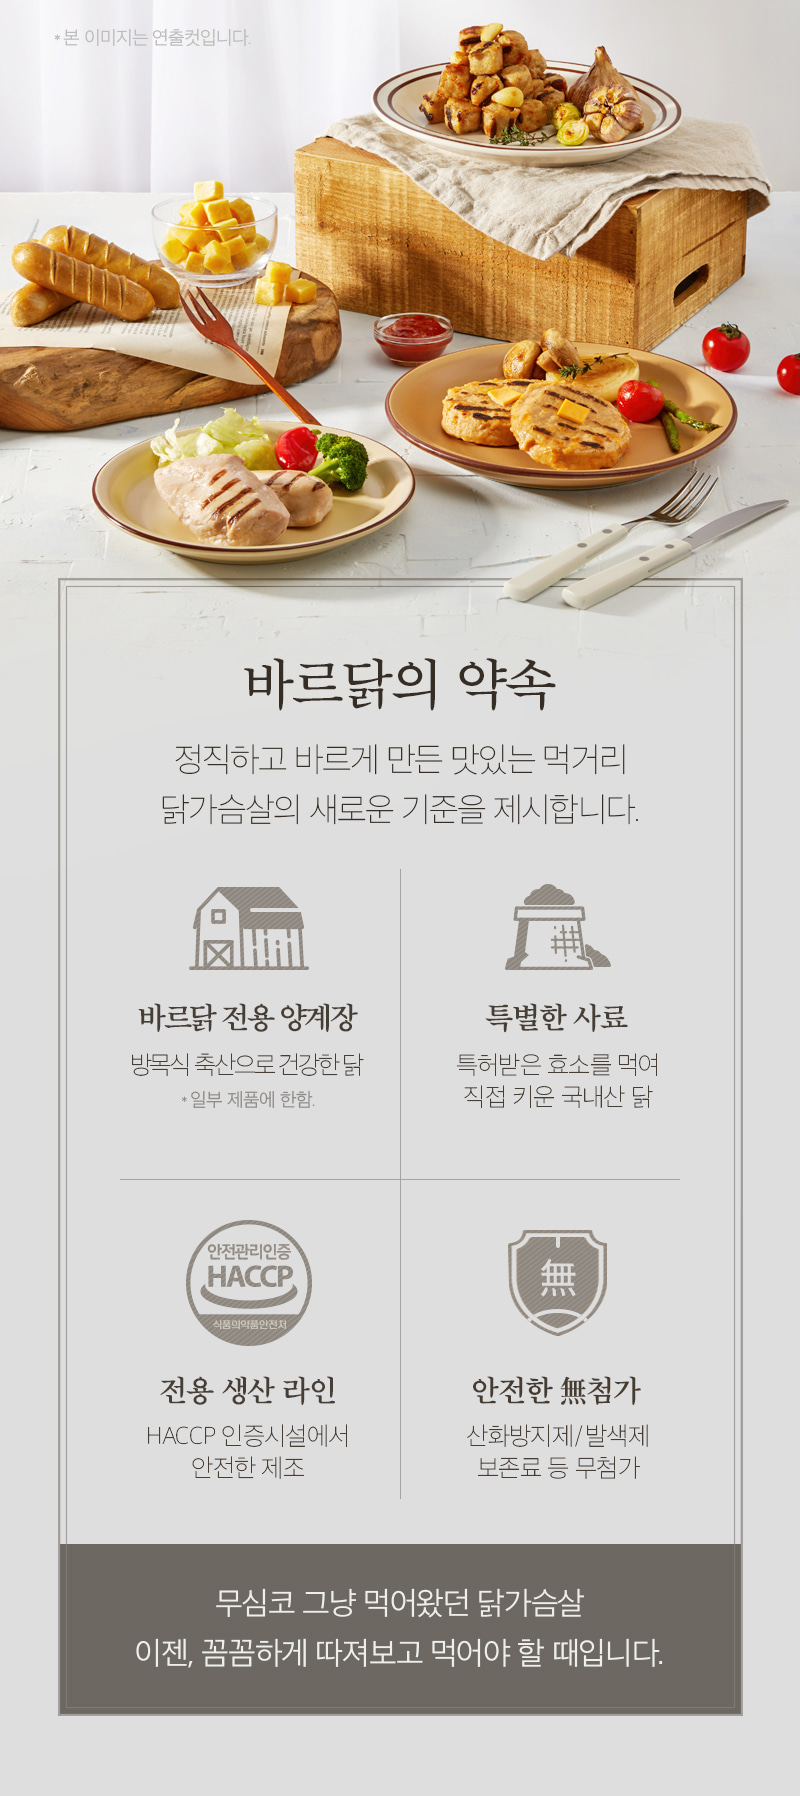 * 본 이미지는 연출컷입니다.
바르닭의 약속
정직하고 바르게 만든 맛있는 먹거리
닭가슴살의 새로운 기준을 제시합니다.
바르닭 전용 양계장
방목식 축산으로 건강한 닭
* 일부 제품에 한함.
특별한 사료
특허받은 효소를 먹여
직접 키운 국내산 닭
안전관리인증
HACCP
식품의약품안전처
전용 생산 라인
HACCP 인증시설에서
안전한 제조
無
안전한 無첨가
산화방지제/발색제
보존료 등 무첨가
무심코 그냥 먹어왔던 닭가슴살
이젠, 꼼꼼하게 따져보고 먹어야 할 때입니다.